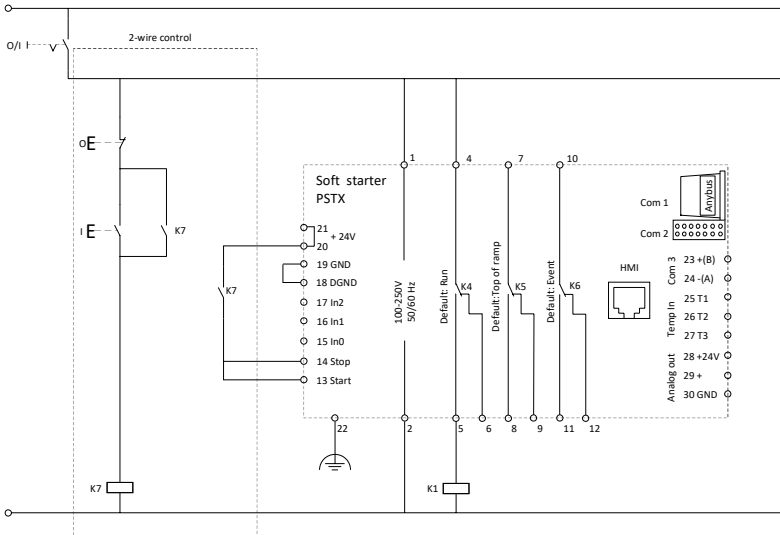 2-wire control
O/I
O
1
4
7
10
Soft starter
PSTX
Anybus
Com 1
Com 2
I
K7
21
+ 24V
20
19 GND
18 DGND
17 In2
16 In1
15 In0
14 Stop
13 Start
K7
100-250V
50/60 Hz
Default: Run
K4
Default:Top of ramp
K5
Default: Event
K6
HMI
Com 3
23 +(B)
24 -(A)
Temp In
25 T1
26 T2
27 T3
Analog out
28 +24V
29 +
30 GND
22
2
5
6
8
9
11
12
K7
K1